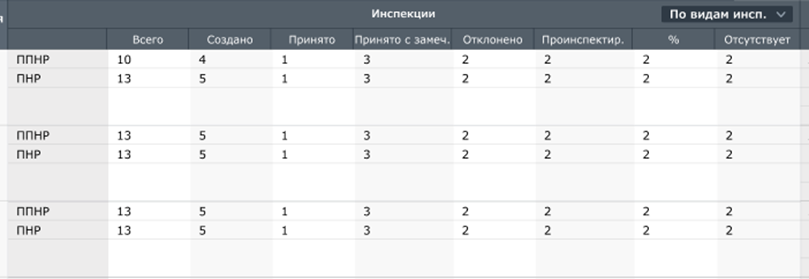 Инспекции По видам инсп.
Всего Создано Принято Принято с замеч. Отклонено Проинспектир. % Отсутствует
ППНР 10 4 1 3 2 2 2 2
ПНР 13 5 1 3 2 2 2 2
ППНР 13 5 1 3 2 2 2 2
ПНР 13 5 1 3 2 2 2 2
ППНР 13 5 1 3 2 2 2 2
ПНР 13 5 1 3 2 2 2 2